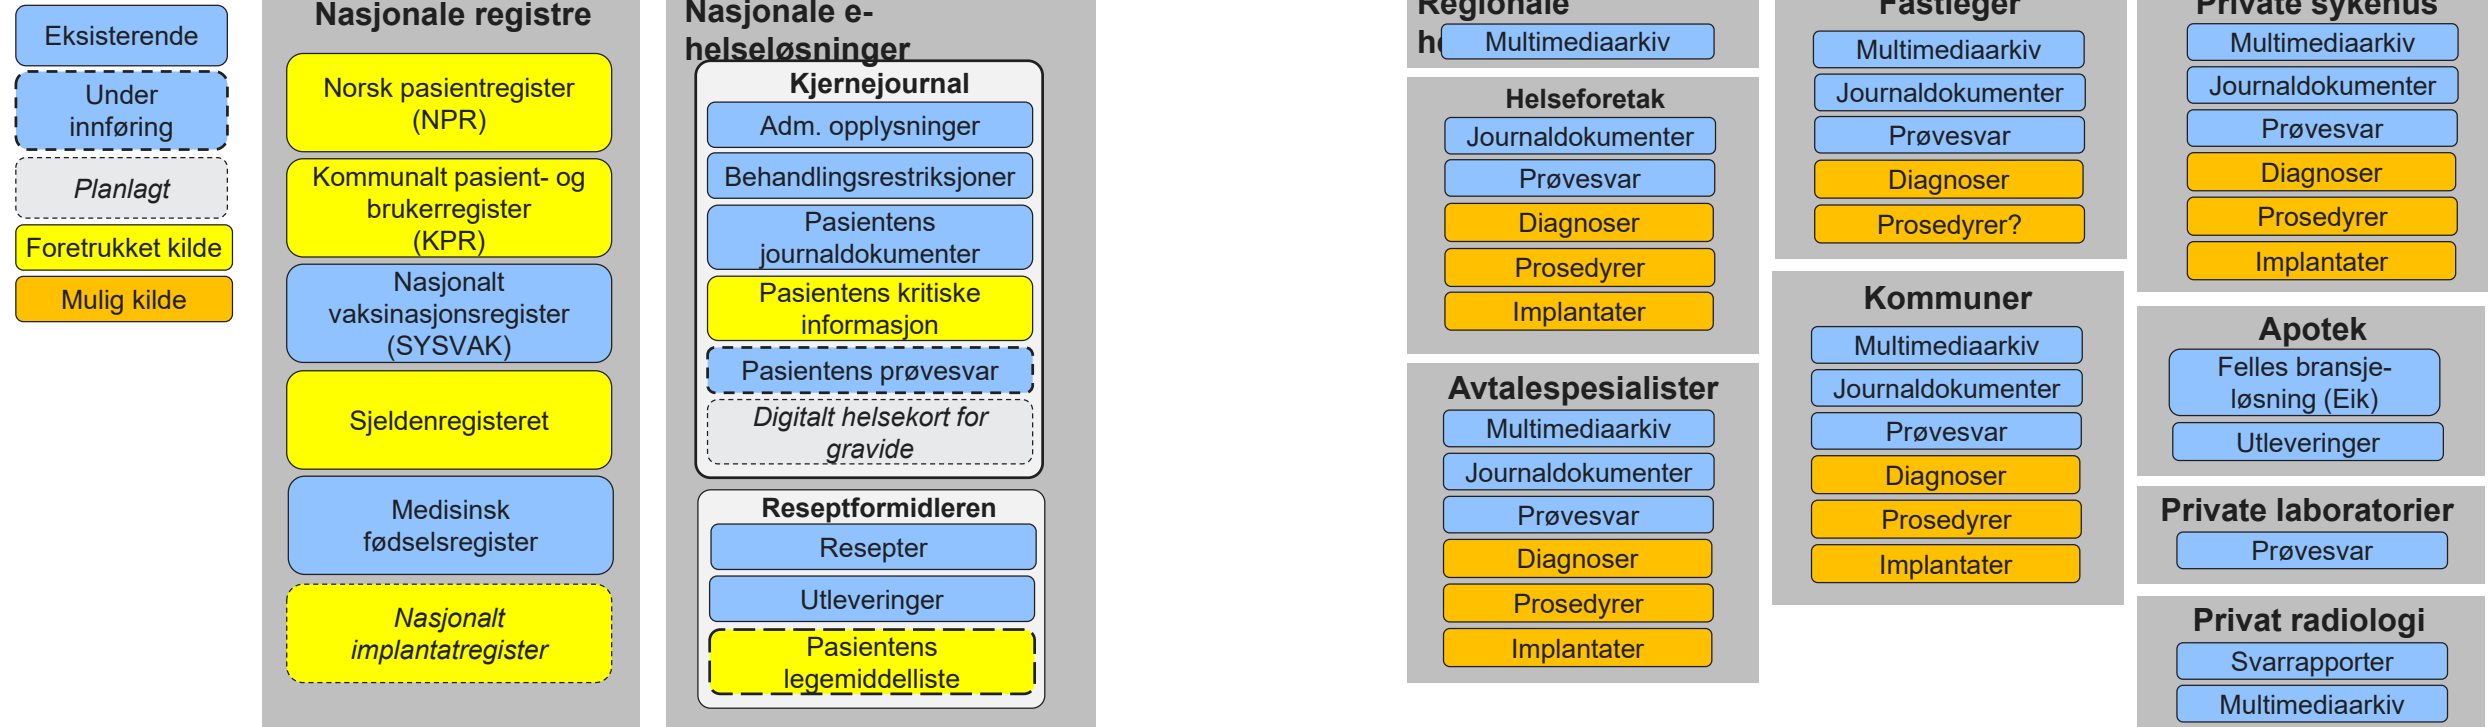 Eksisterende
Under
innføring
Planlagt
Foretrukket kilde
Mulig kilde
Nasjonale registre
Norsk pasientregister
(NPR)
Kommunalt pasient- og
brukerregister
(KPR)
Nasjonalt
vaksinasjonsregister
(SYSVAK)
Sjeldenregisteret
Medisinsk
fødselsregister
Nasjonalt
implantatregister
Nasjonale e-
helseløsninger
Kjernejournal
Adm. opplysninger
Behandlingsrestriksjoner
Pasientens
journaldokumenter
Pasientens kritiske
informasjon
Pasientens prøvesvar
Digitalt helsekort for
gravide
Reseptformidleren
Resepter
Utleveringer
Pasientens
legemiddelliste
Regionale
Multimediaarkiv
Helseforetak
Journaldokumenter
Prøvesvar
Diagnoser
Prosedyrer
Implantater
Avtalespesialister
Multimediaarkiv
Journaldokumenter
Prøvesvar
Diagnoser
Prosedyrer
Implantater
Fastleger
Multimediaarkiv
Journaldokumenter
Prøvesvar
Diagnoser
Prosedyrer?
Kommuner
Multimediaarkiv
Journaldokumenter
Prøvesvar
Diagnoser
Prosedyrer
Implantater
Private sykehus
Multimediaarkiv
Journaldokumenter
Prøvesvar
Diagnoser
Prosedyrer
Implantater
Apotek
Felles bransje-
løsning (Eik)
Utleveringer
Private laboratorier
Prøvesvar
Privat radiologi
Svarrapporter
Multimediaarkiv